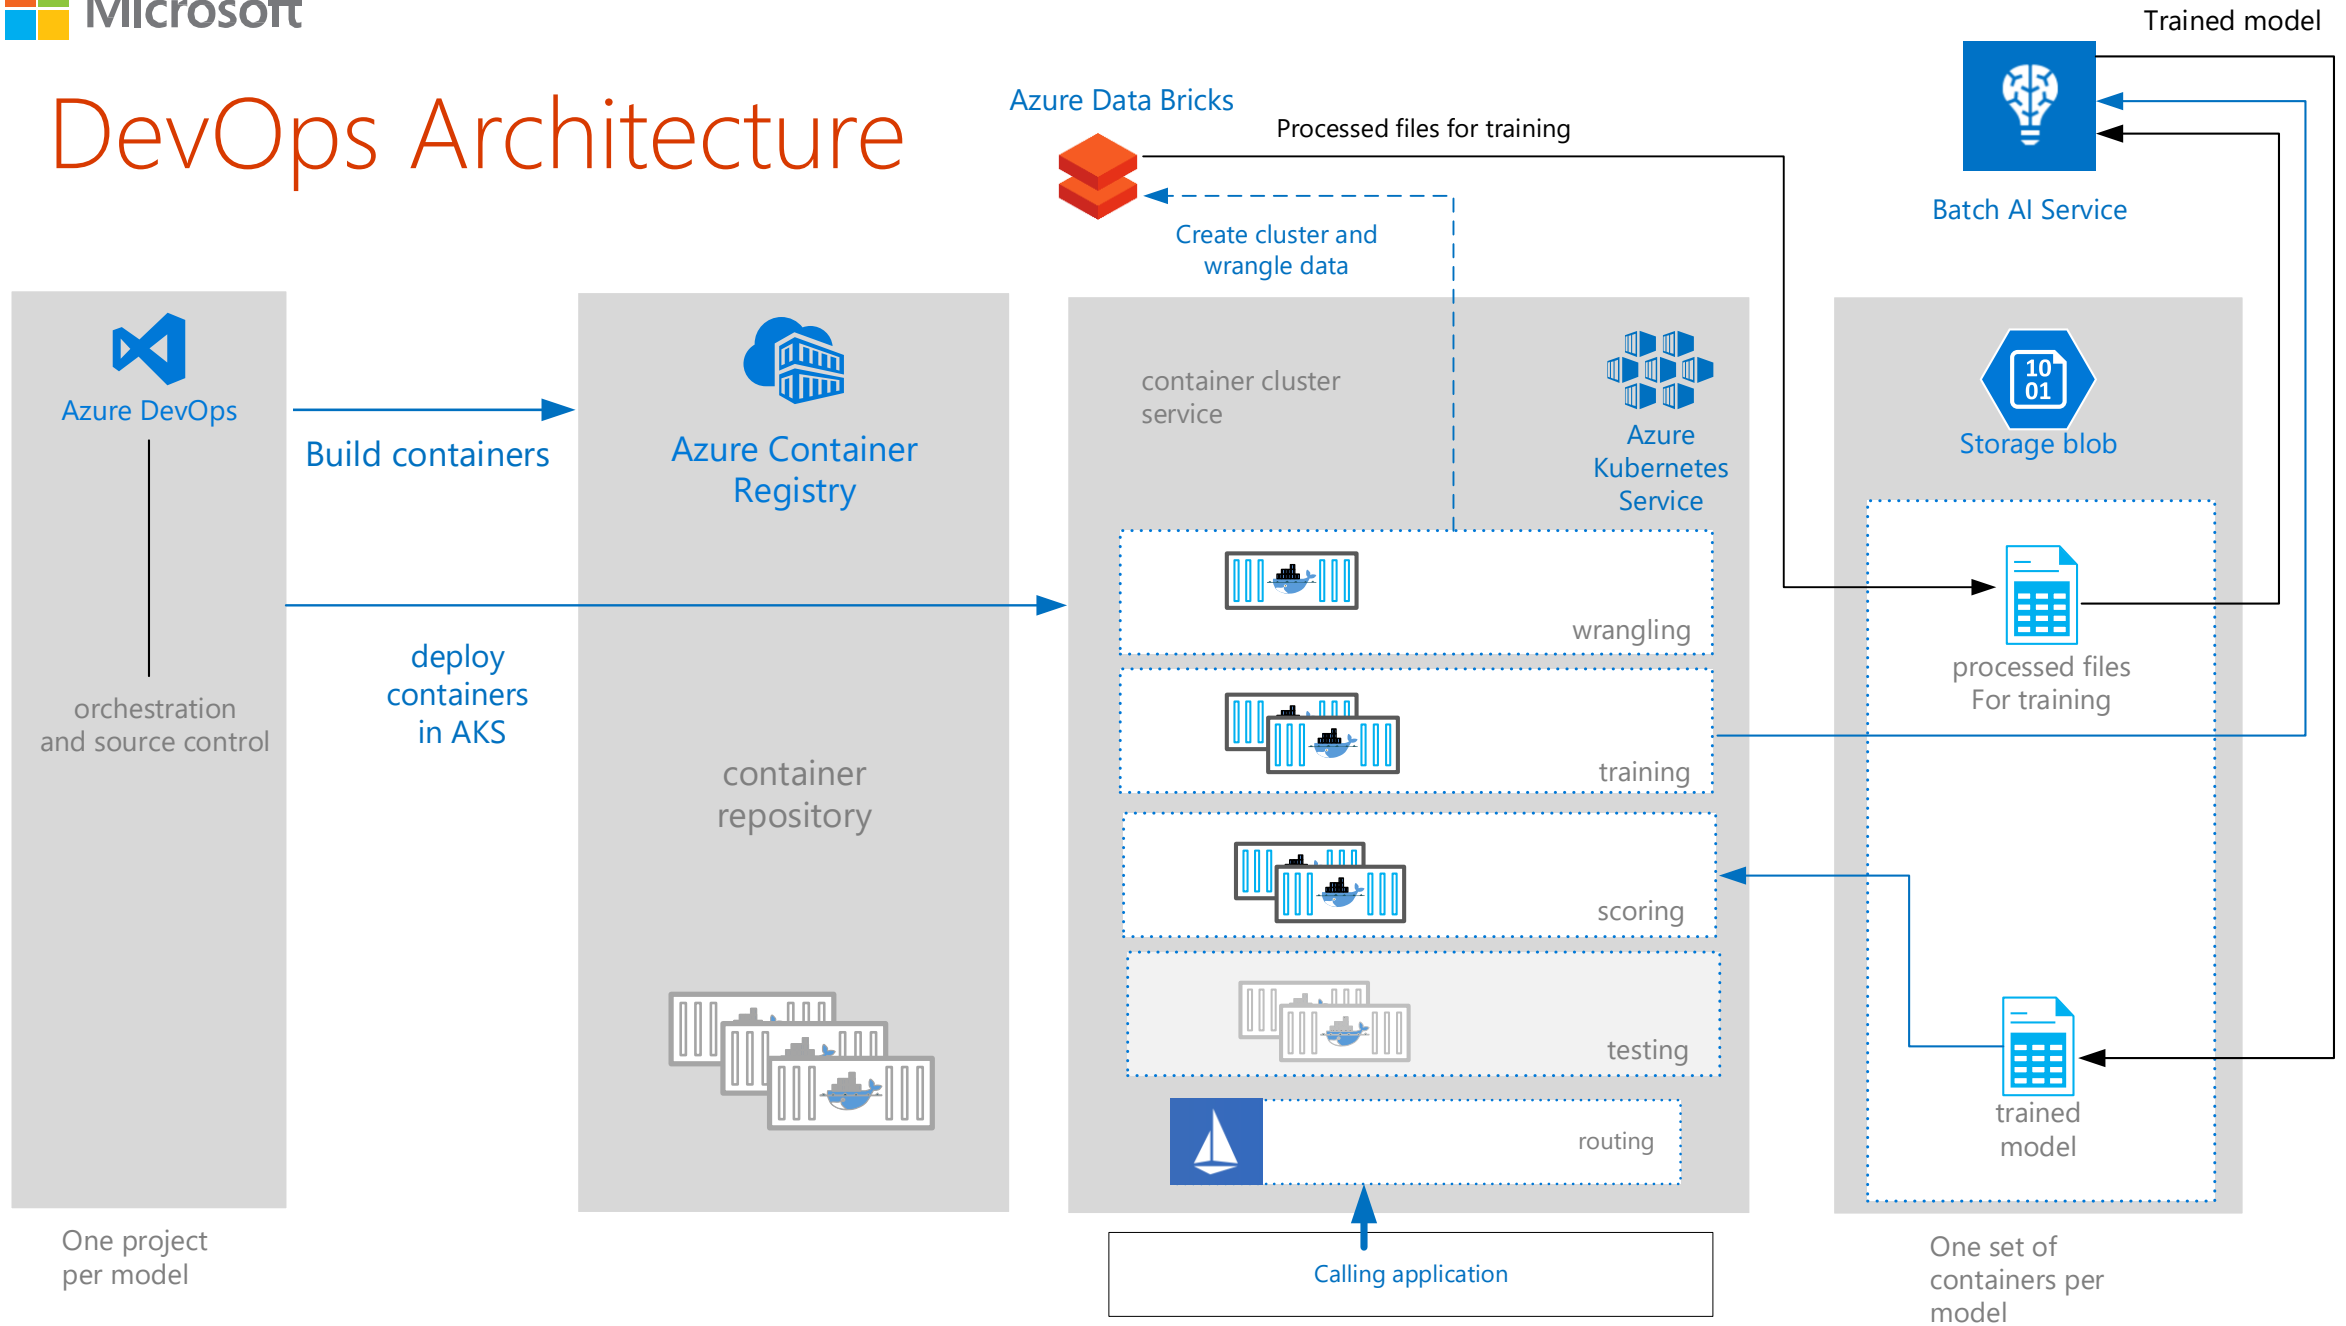 Microsoft
DevOps Architecture
Azure Data Bricks
Processed files for training
Create cluster and
wrangle data
Trained model
Batch AI Service
Azure DevOps
orchestration
and source control
One project
per model
Build containers
deploy
containers
in AKS
Azure Container
Registry
container
repository
container cluster
service
Azure
Kubernetes
Service
wrangling
training
scoring
testing
routing
Calling application
10
01
Storage blob
processed files
For training
trained
model
One set of
containers per
model